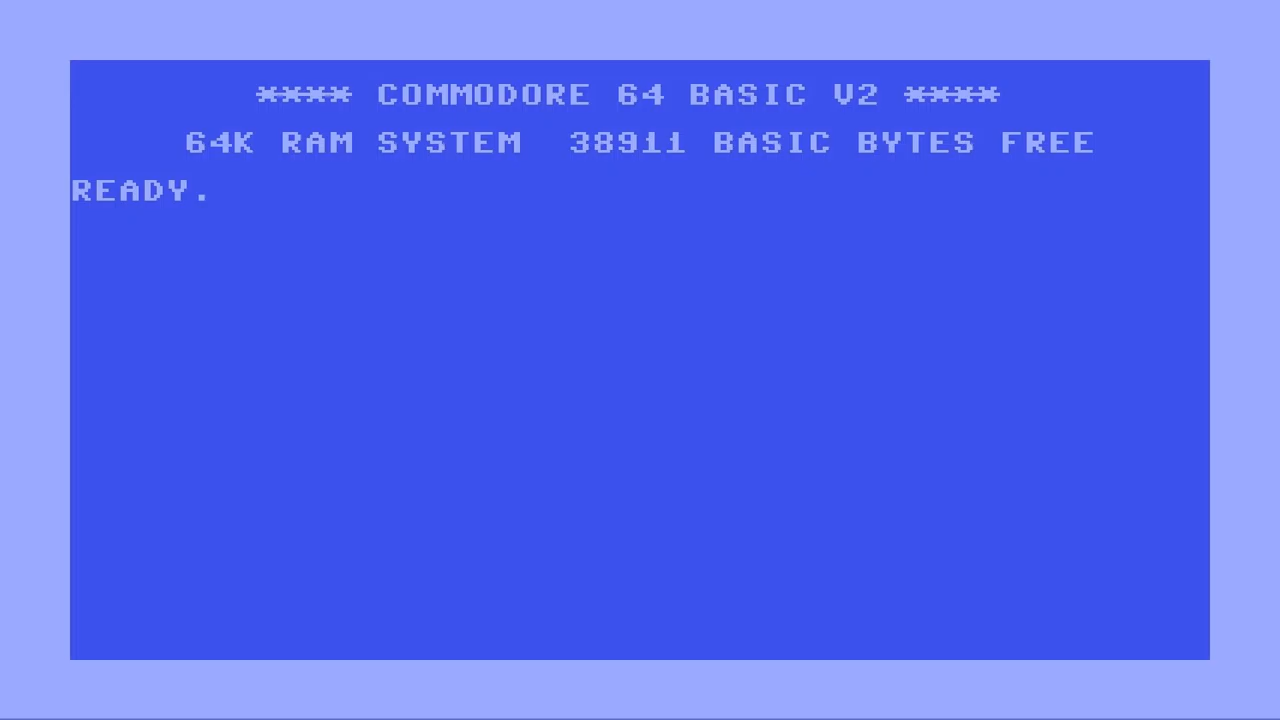 **** COMMODORE 64 BASIC V2 ****
64K RAM SYSTEM  38911 BASIC BYTES FREE
READY.